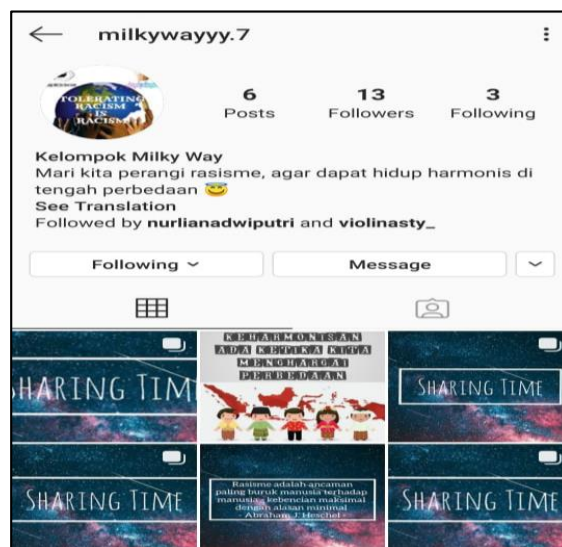 milkywayyy.7
TOLERATING
RACISM
IS
RACISM
6
Posts
13
Followers
3
Following
Kelompok Milky Way
Mari kita perangi rasisme, agar dapat hidup harmonis di
tengah perbedaan 😇
See Translation
Followed by nurlianadwiputri and violinasty_
Following
Message
SHARING TIM
KEHARMONISAN
ADA KETIKA KITA
MENGHARGAI
PERBEDAAN
SHARING TIME
SHARING TIME
Rasisme adalah ancaman
paling buruk manusia terhadap
manusia - kebencian maksimal
dengan alasan minimal
- Abraham J. Heschel -
SHARING TIME